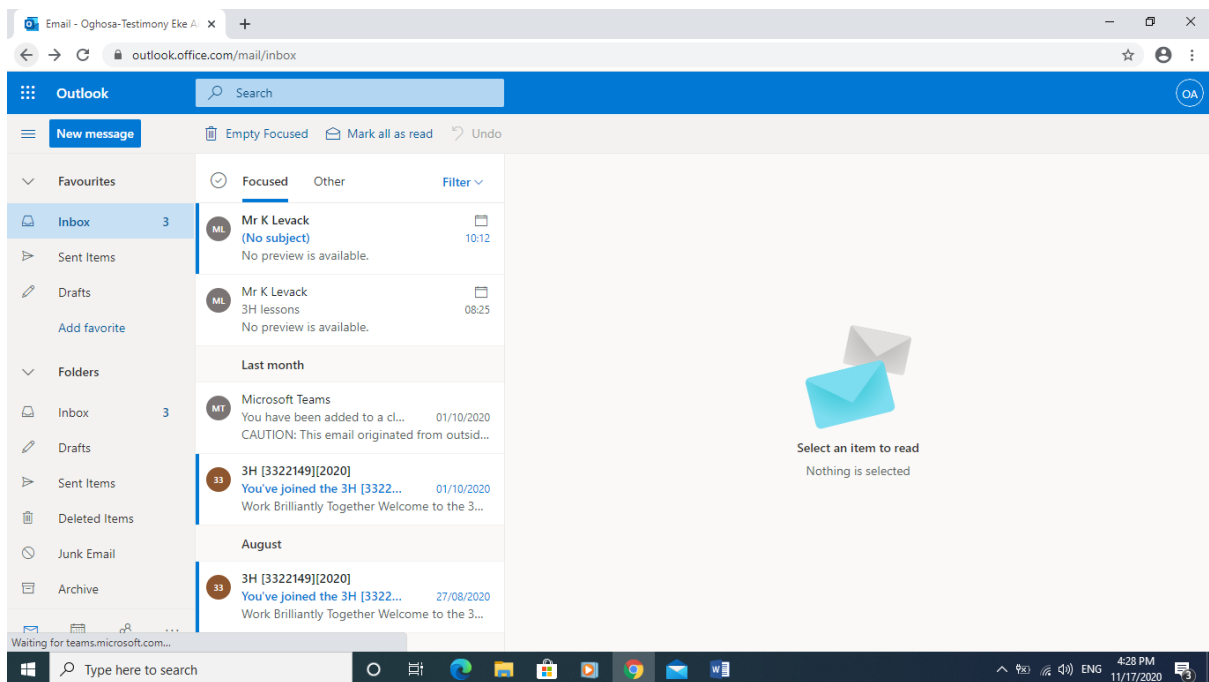 Email - Oghosa-Testimony Eke A
outlook.office.com/mail/inbox
Outlook
Search
OA
New message
Empty Focused
Mark all as read
Undo
Favourites
Inbox 3
Sent Items
Drafts
Add favorite
Folders
Inbox 3
Drafts
Sent Items
Deleted Items
Junk Email
Archive
Focused Other Filter
ML
Mr K Levack
(No subject) 10:12
No preview is available.
ML
Mr K Levack
3H lessons 08:25
No preview is available.
Last month
MT
Microsoft Teams
You have been added to a cl... 01/10/2020
CAUTION: This email originated from outsid...
33
3H [3322149][2020]
You've joined the 3H [3322... 01/10/2020
Work Brilliantly Together Welcome to the 3...
August
33
3H [3322149][2020]
You've joined the 3H [3322... 27/08/2020
Work Brilliantly Together Welcome to the 3...
Select an item to read
Nothing is selected
Waiting for teams.microsoft.com...
Type here to search
W
ENG
4:28 PM
11/17/2020
3